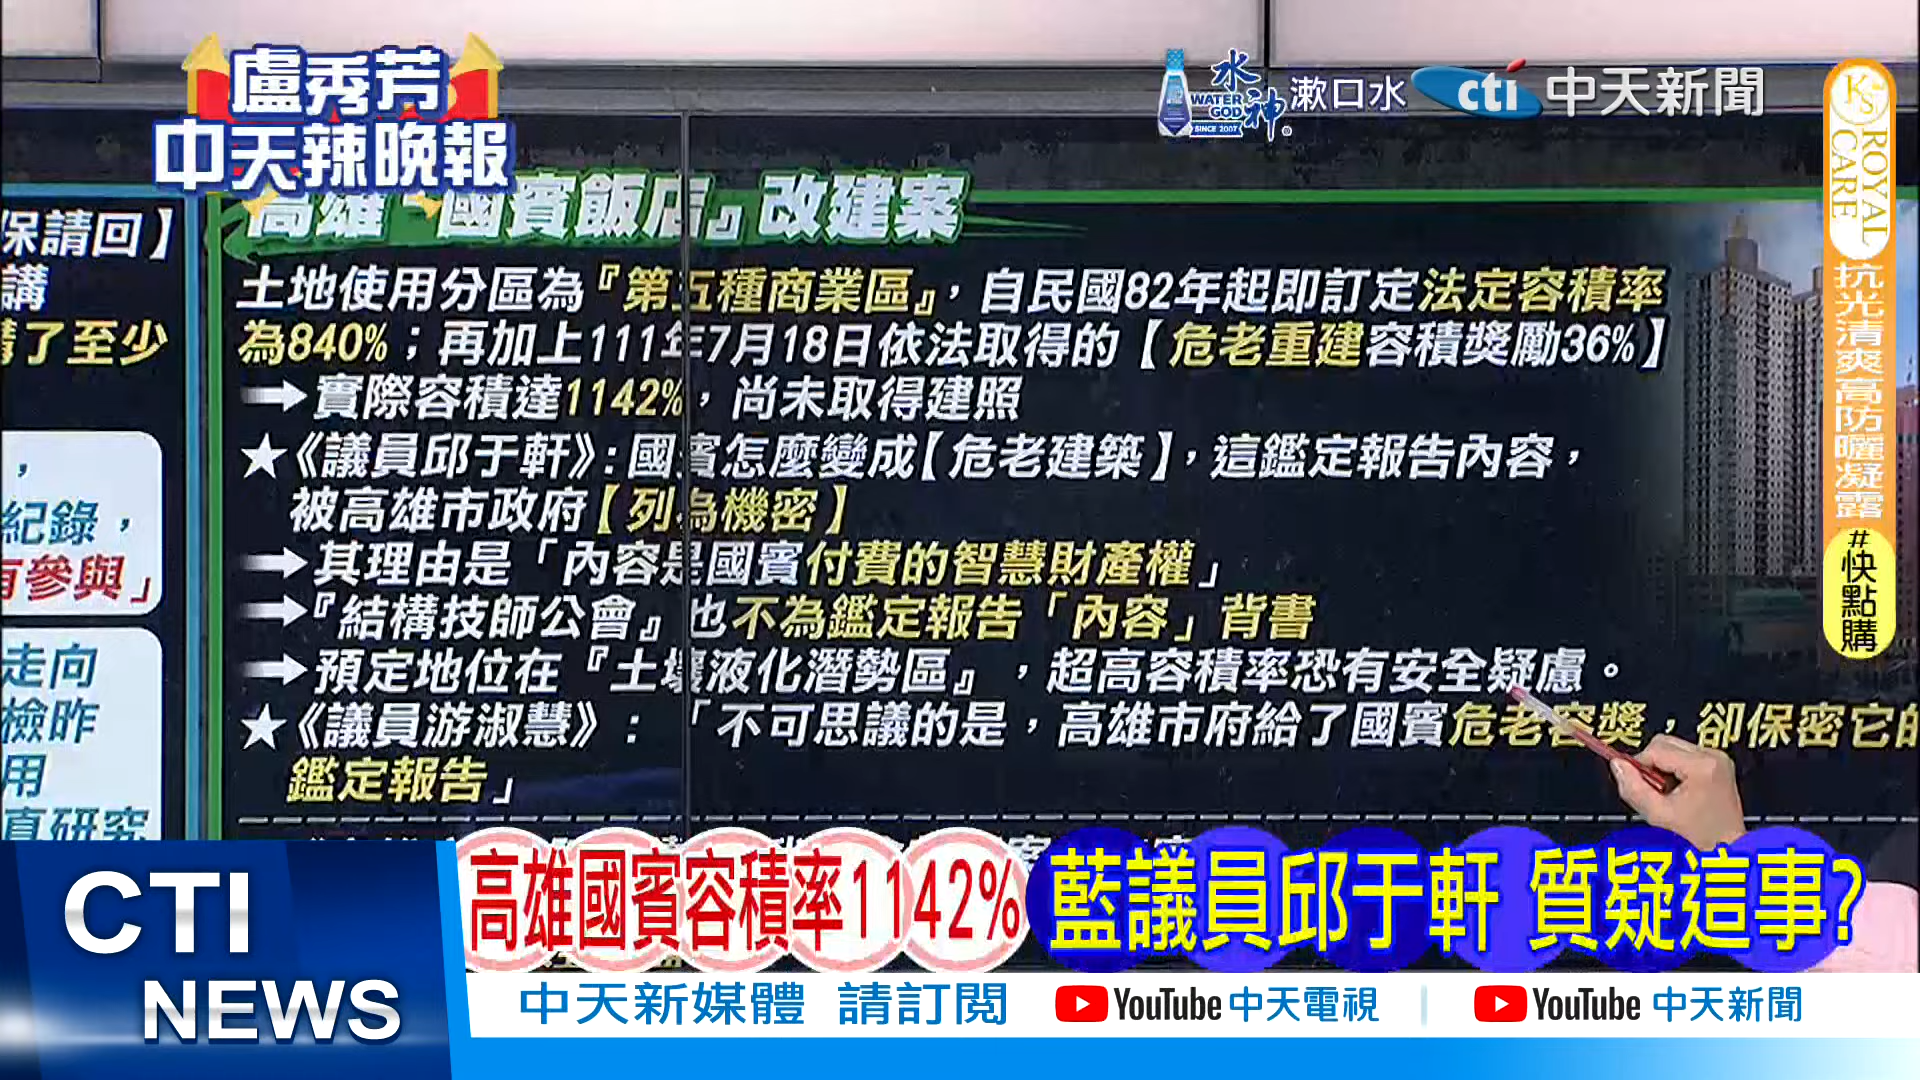 盧秀芳
中天辣晚報
水神
WATER GOD
SINCE 2007
漱口水
cti 中天新聞
KS
ROYAL CARE
抗光清爽高防曬凝露
#快點購
保請回】
講
講了至少
，
紀錄，
有參與」
走向
檢昨
用
真研究
高雄『國賓飯店』改建案
土地使用分區為『第五種商業區』，自民國82年起即訂定法定容積率
為840%；再加上111年7月18日依法取得的【危老重建容積獎勵36%】
→實際容積達1142%，尚未取得建照
★《議員邱于軒》：國賓怎麼變成【危老建築】，這鑑定報告內容，
被高雄市政府【列為機密】
→其理由是「內容是國賓付費的智慧財產權」
→『結構技師公會』也不為鑑定報告「內容」背書
→預定地位在『土壤液化潛勢區』，超高容積率恐有安全疑慮。
★《議員游淑慧》：「不可思議的是，高雄市府給了國賓危老容獎，卻保密它的
鑑定報告」
CTI NEWS
高雄國賓容積率1142% 藍議員邱于軒 質疑這事?
中天新媒體 請訂閱 YouTube 中天電視 | YouTube 中天新聞